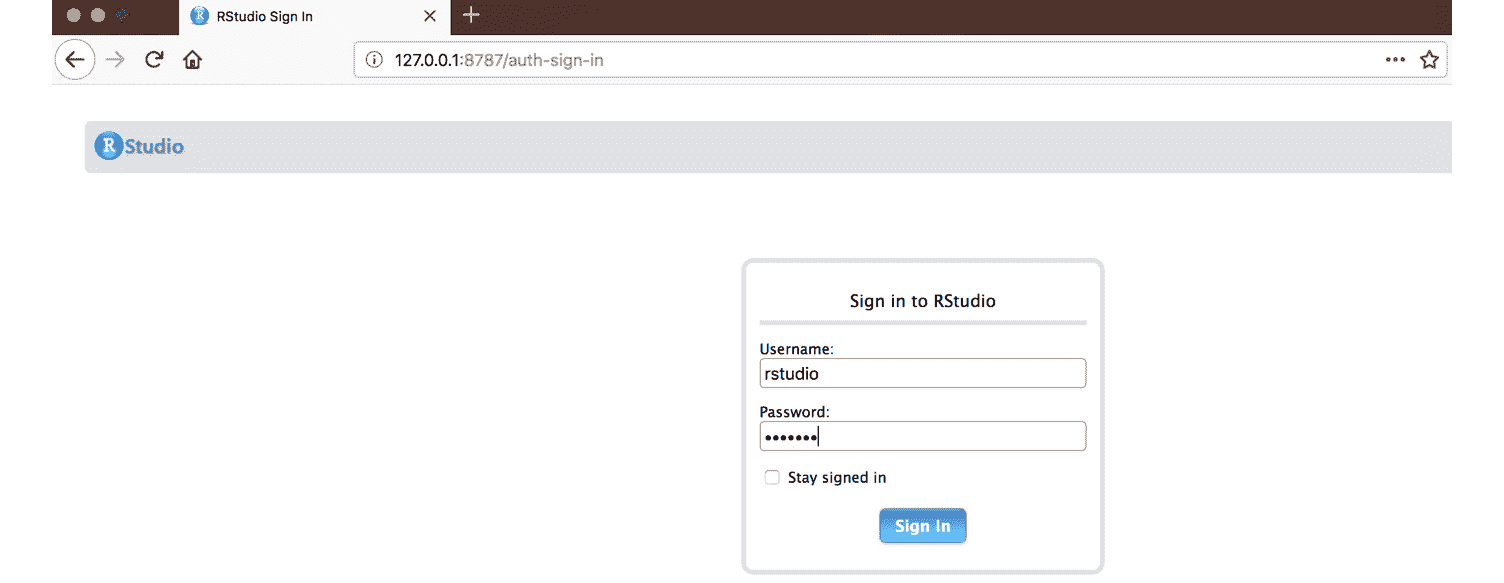 RStudio Sign In
127.0.0.1:8787/auth-sign-in
RStudio
Sign in to RStudio
Username:
rstudio
Password:
•••••••
Stay signed in
Sign In